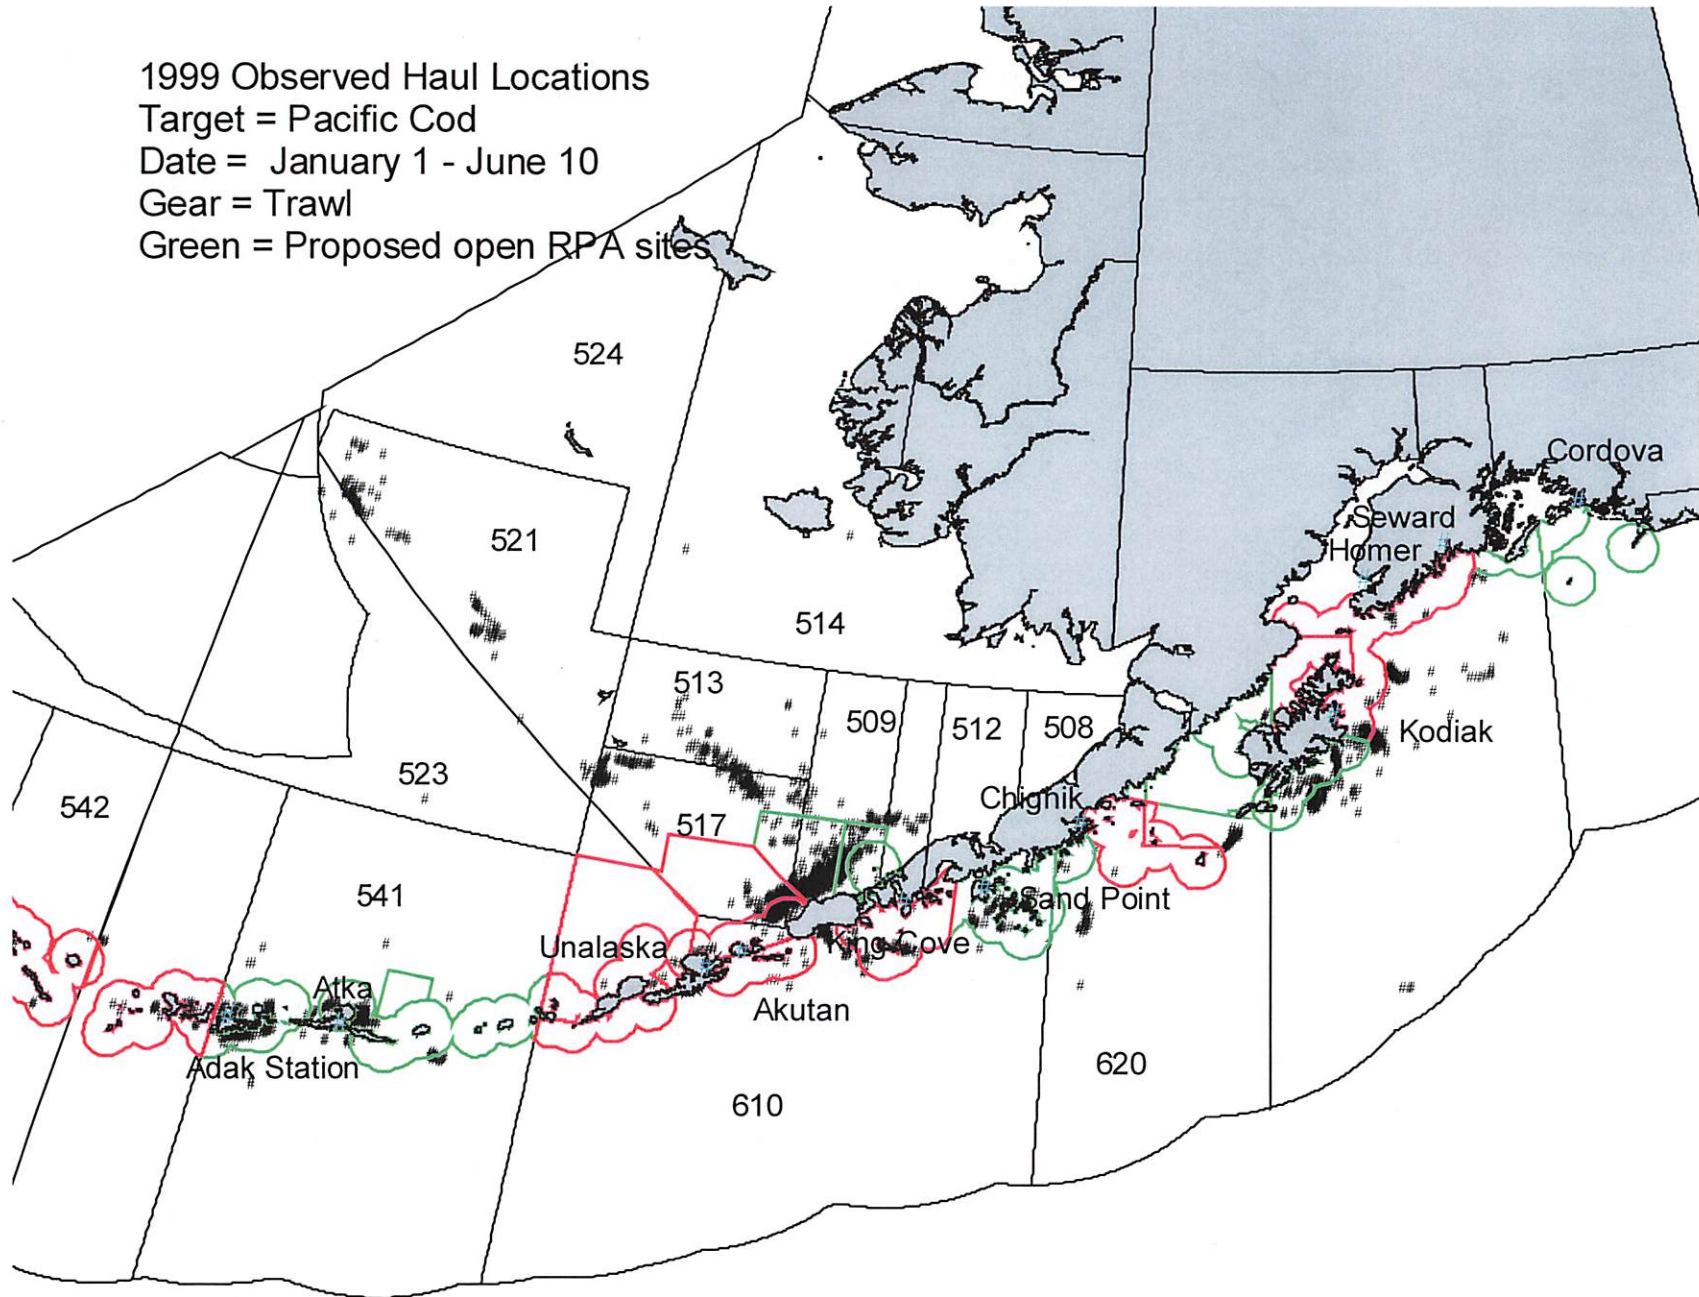 1999 Observed Haul Locations
Target = Pacific Cod
Date = January 1 - June 10
Gear = Trawl
Green = Proposed open RPA sites
524
Cordova
Seward
521
Homer
514
513
509
512
508
Kodiak
523
542
Chignik
517
541
Sand Point
Unalaska
King Cove
Atka
Akutan
Adak Station
620
610